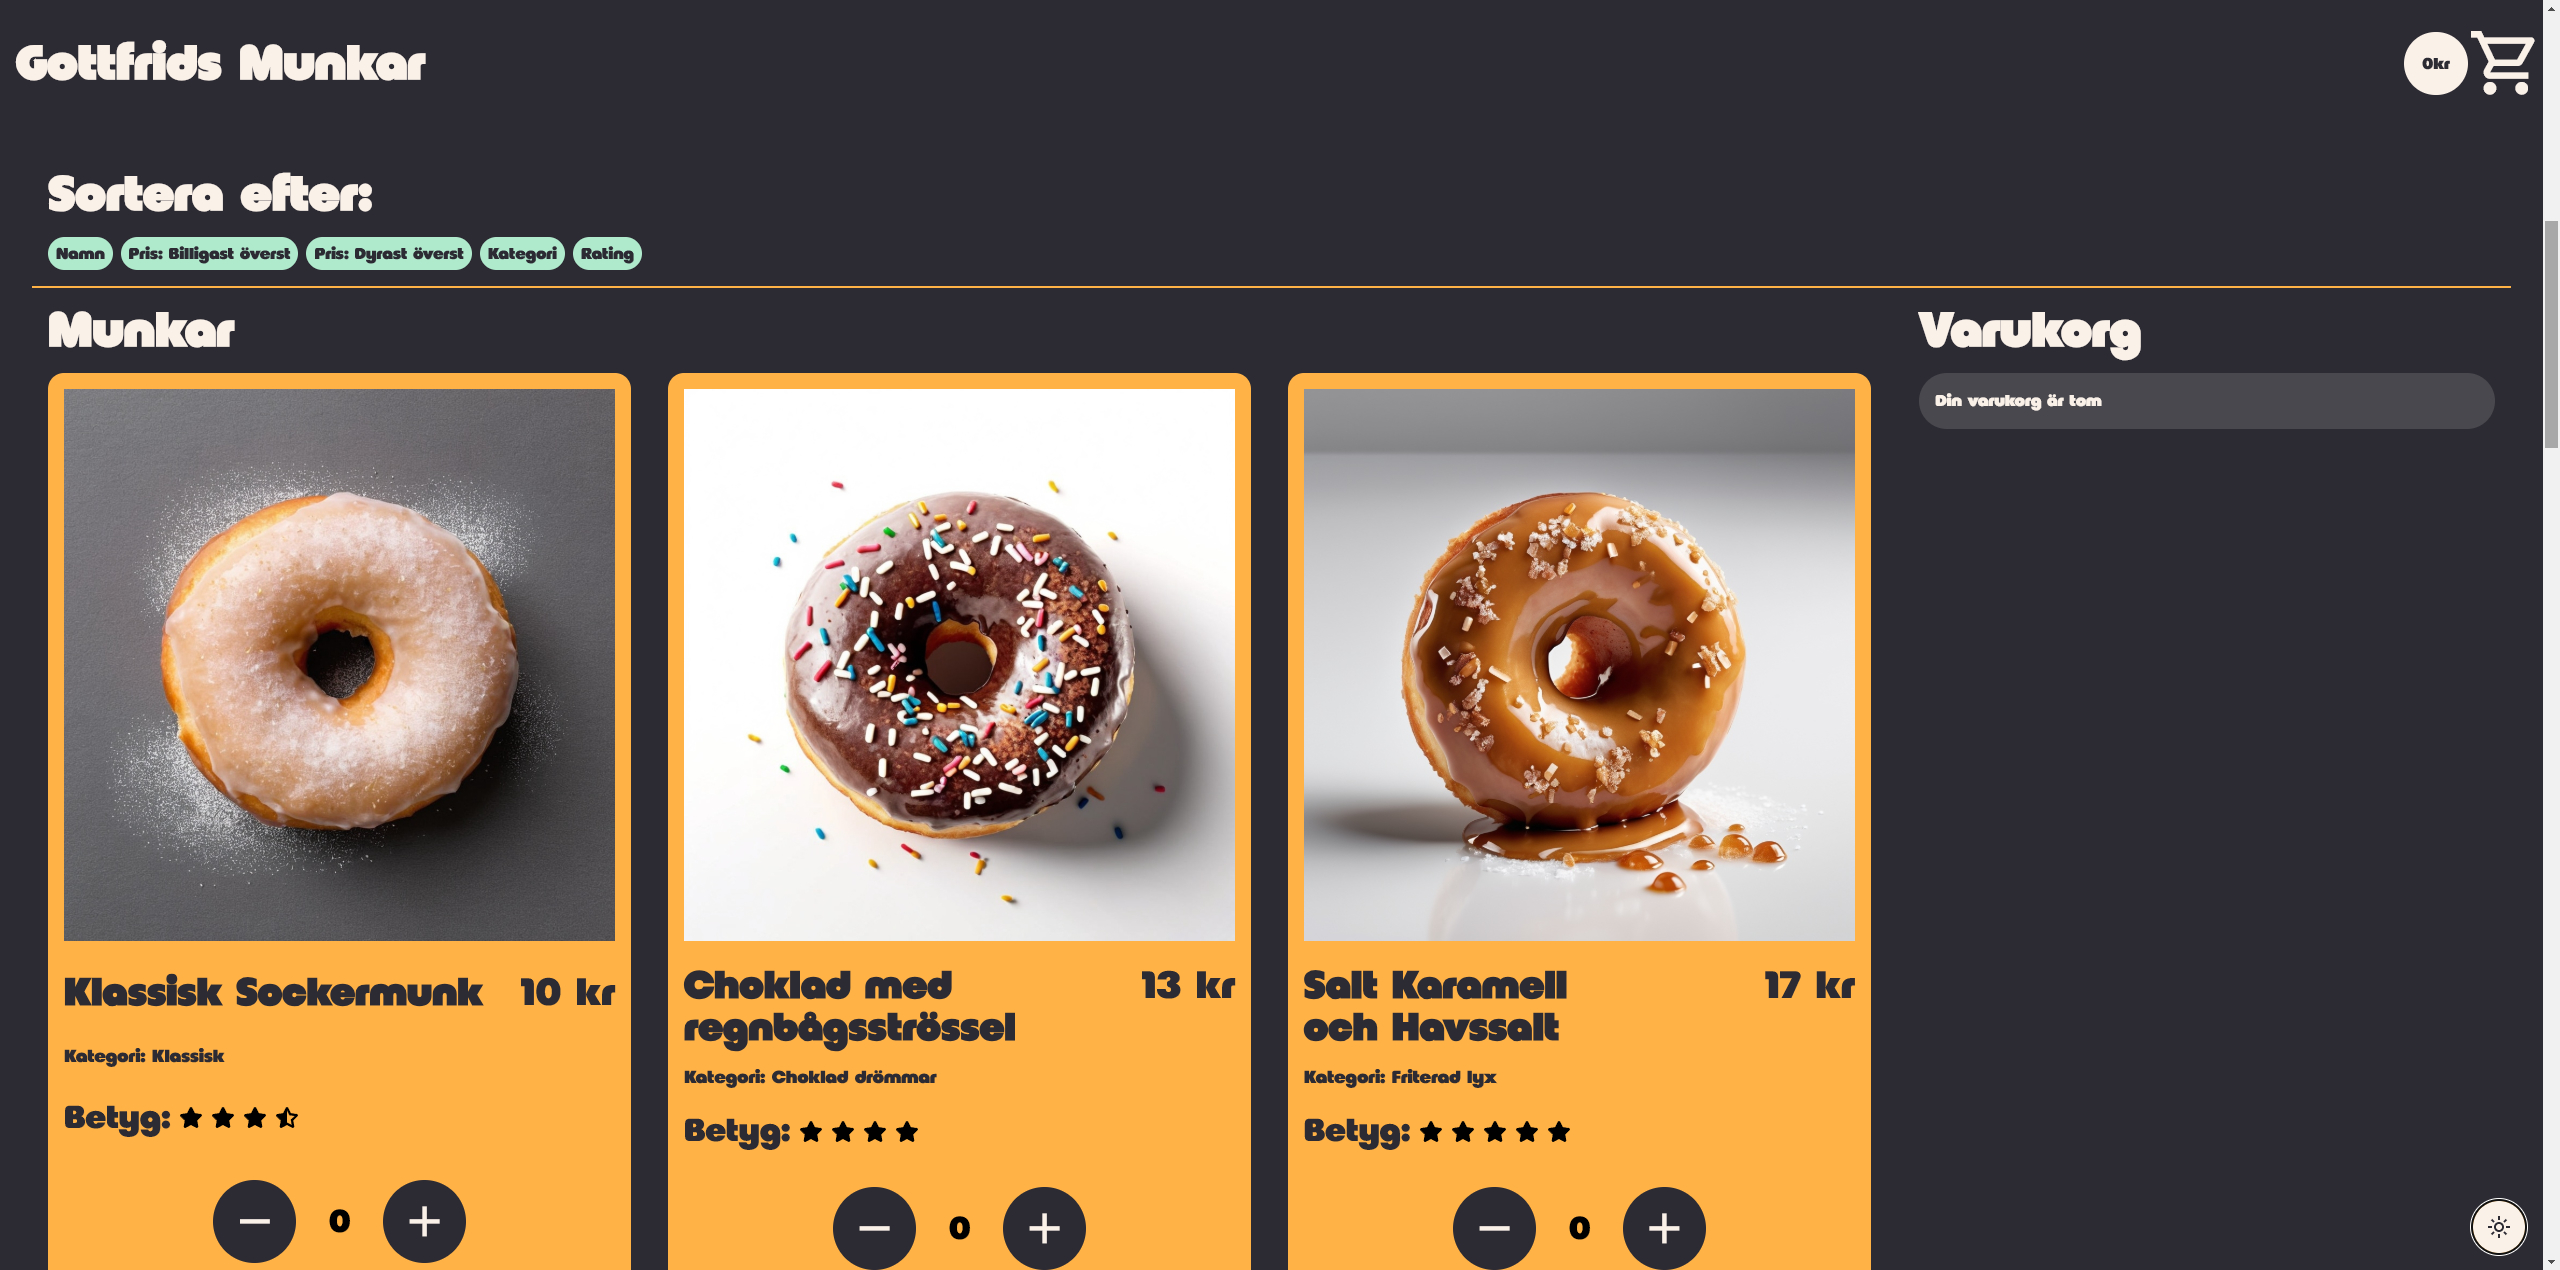 Gottfrids Munkar
0kr
Sortera efter:
Namn
Pris: Billigast överst
Pris: Dyrast överst
Kategori
Rating
Munkar
Varukorg
Din varukorg är tom
Klassisk Sockermunk
10 kr
Kategori: Klassisk
Betyg:
0
Choklad med
regnbågsströssel
13 kr
Kategori: Choklad drömmar
Betyg:
0
Salt Karamell
och Havssalt
17 kr
Kategori: Friterad lyx
Betyg:
0